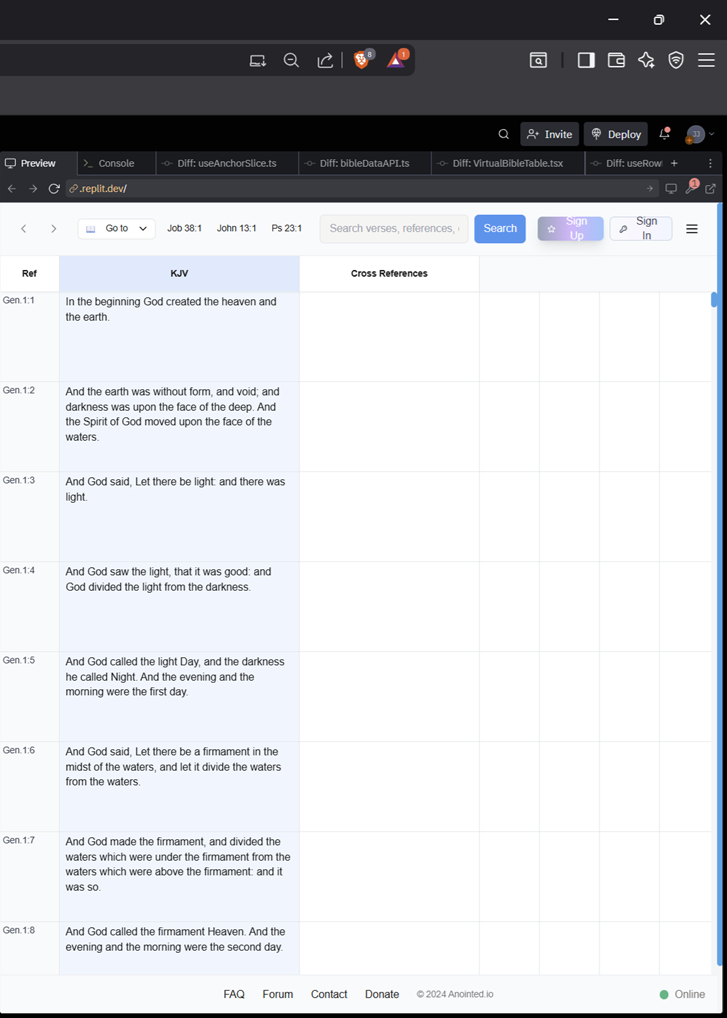 8
1
Invite
Deploy
JJ
Preview
Console
Diff: useAnchorSlice.ts
Diff: bibleDataAPI.ts
Diff: VirtualBibleTable.tsx
Diff: useRowl
.replit.dev/
1
Go to
Job 38:1
John 13:1
Ps 23:1
Search verses, references,
Search
Sign
Up
Sign
In
Ref
KJV
Cross References
Gen.1:1
In the beginning God created the heaven and
the earth.
Gen.1:2
And the earth was without form, and void; and
darkness was upon the face of the deep. And
the Spirit of God moved upon the face of the
waters.
Gen.1:3
And God said, Let there be light: and there was
light.
Gen.1:4
And God saw the light, that it was good: and
God divided the light from the darkness.
Gen.1:5
And God called the light Day, and the darkness
he called Night. And the evening and the
morning were the first day.
Gen.1:6
And God said, Let there be a firmament in the
midst of the waters, and let it divide the waters
from the waters.
Gen.1:7
And God made the firmament, and divided the
waters which were under the firmament from the
waters which were above the firmament: and it
was so.
Gen.1:8
And God called the firmament Heaven. And the
evening and the morning were the second day.
FAQ
Forum
Contact
Donate
© 2024 Anointed.io
Online